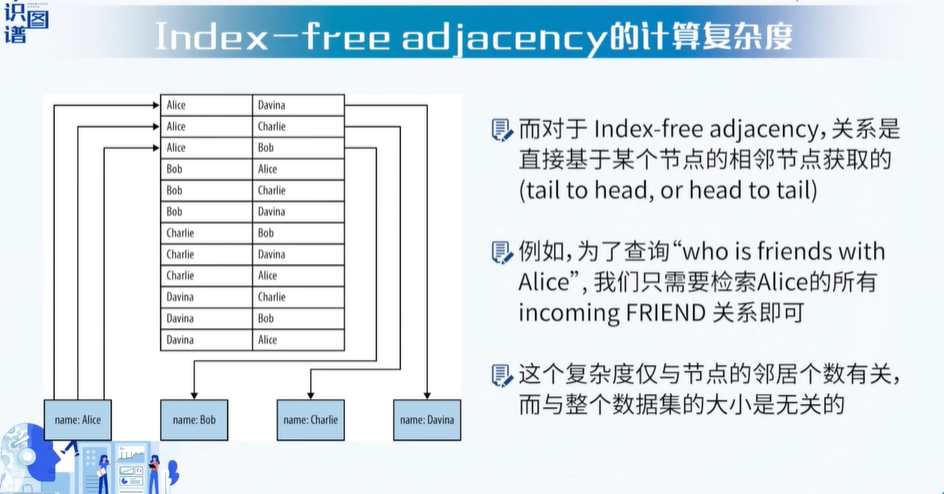 识图
谱
Index-free adjacency的计算复杂度
Alice Davina
Alice Charlie
Alice Bob
Bob Alice
Bob Charlie
Bob Davina
Charlie Bob
Charlie Davina
Charlie Alice
Davina Charlie
Davina Bob
Davina Alice
name: Alice
name: Bob
name: Charlie
name: Davina
而对于 Index-free adjacency，关系是
直接基于某个节点的相邻节点获取的
(tail to head, or head to tail)
例如，为了查询“who is friends with
Alice”，我们只需要检索Alice的所有
incoming FRIEND 关系即可
这个复杂度仅与节点的邻居个数有关，
而与整个数据集的大小是无关的